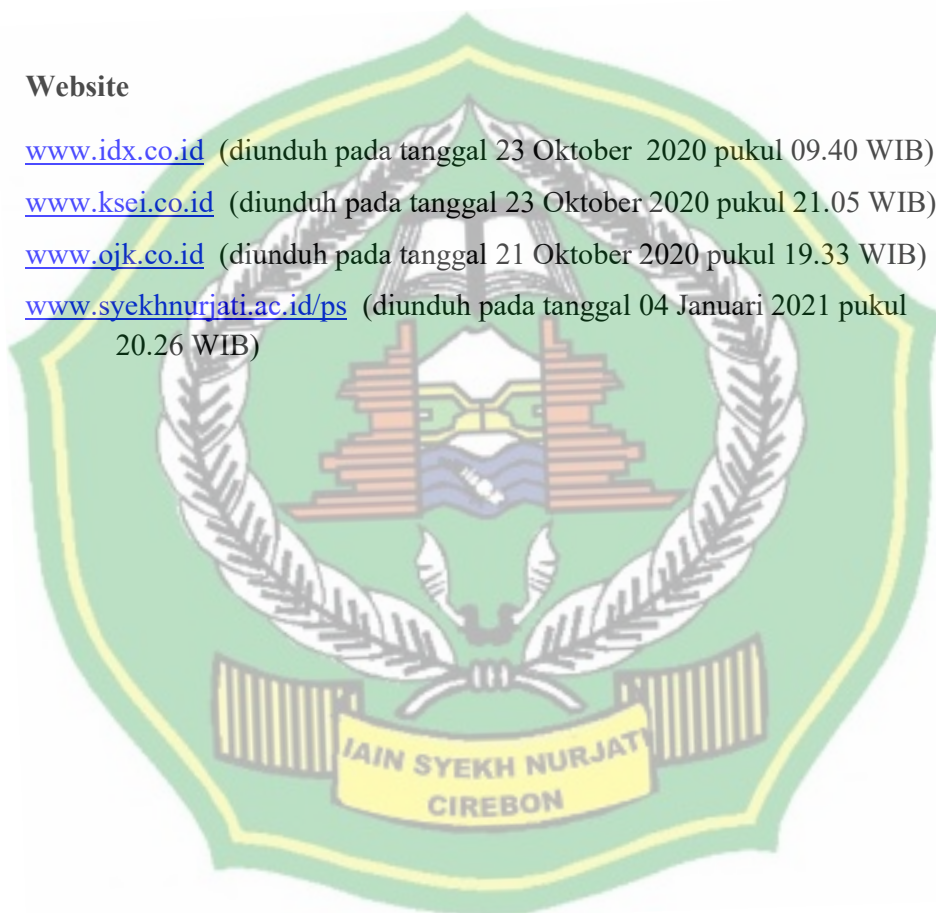 Website
www.idx.co.id (diunduh pada tanggal 23 Oktober 2020 pukul 09.40 WIB)
www.ksei.co.id (diunduh pada tanggal 23 Oktober 2020 pukul 21.05 WIB)
www.ojk.co.id (diunduh pada tanggal 21 Oktober 2020 pukul 19.33 WIB)
www.syekhnurjati.ac.id/ps (diunduh pada tanggal 04 Januari 2021 pukul
20.26 WIB)
IAIN SYEKH NURJATI
CIREBON